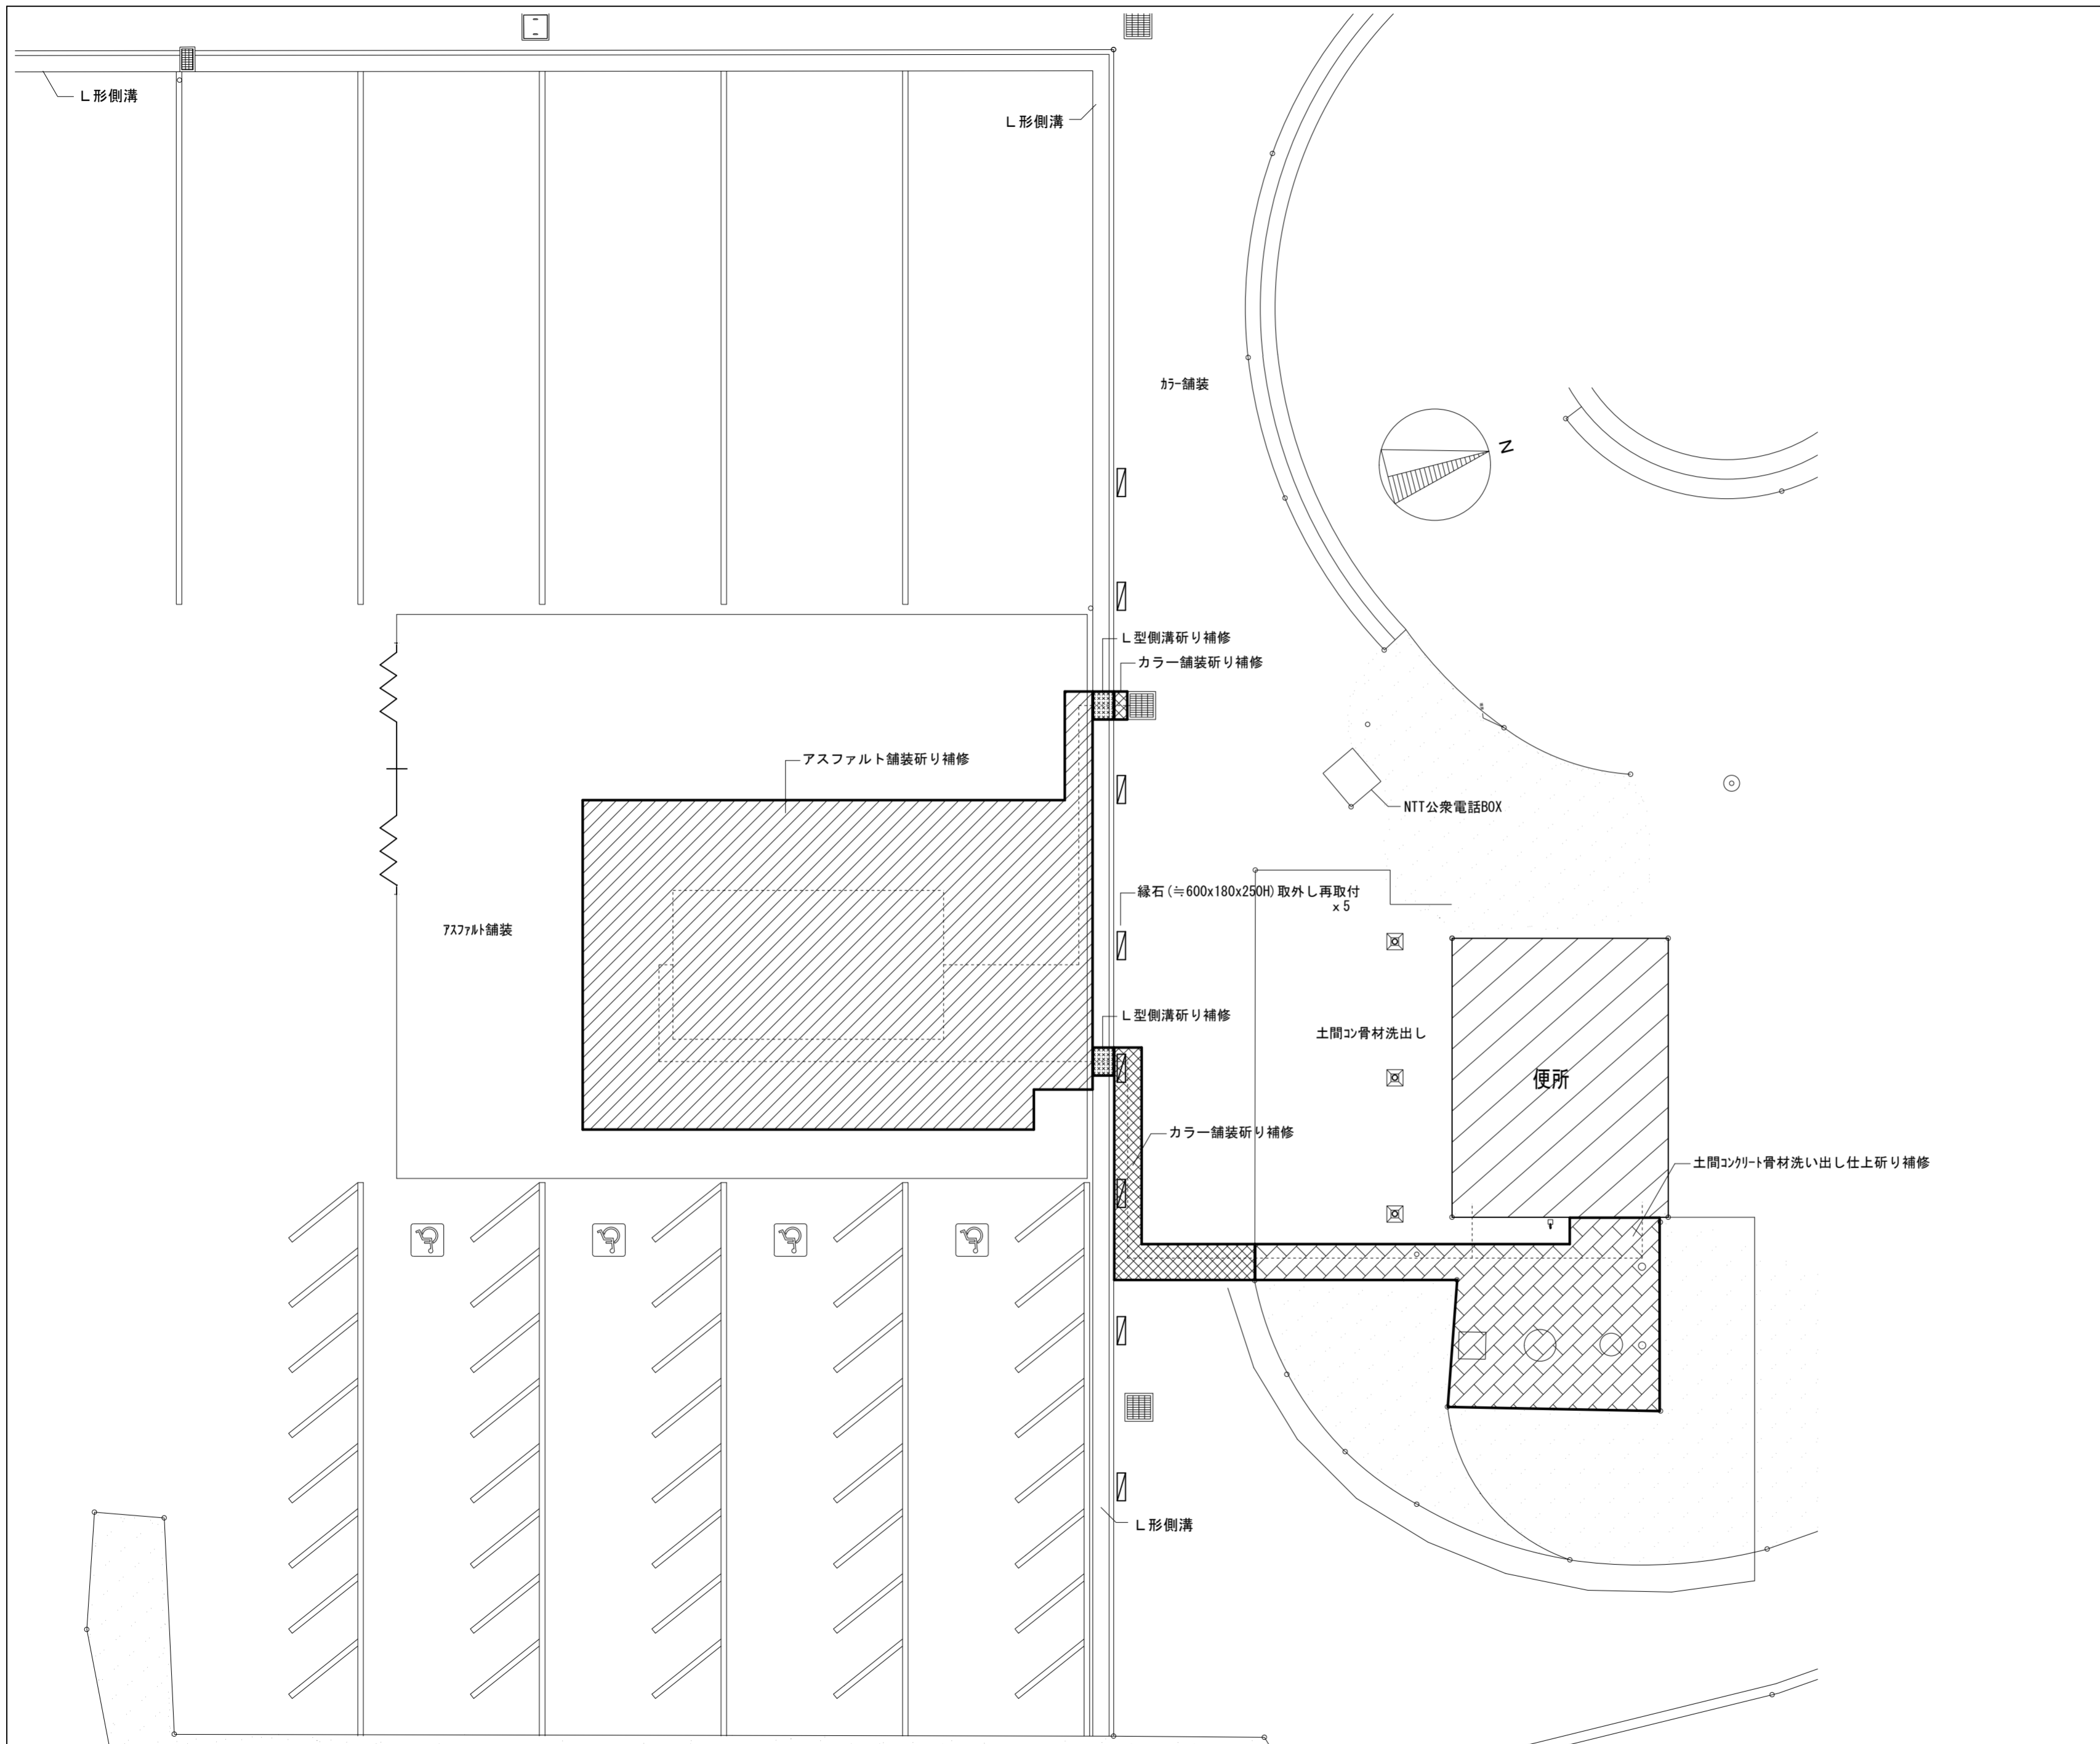 L形側溝
L形側溝
ｶﾗｰ舗装
N
L型側溝斫り補修
カラー舗装斫り補修
アスファルト舗装斫り補修
NTT公衆電話BOX
縁石(≒600x180x250H)取外し再取付
x5
ｱｽﾌｧﾙﾄ舗装
L型側溝斫り補修
土間ｺﾝ骨材洗出し
便所
カラー舗装斫り補修
土間ｺﾝｸﾘｰﾄ骨材洗い出し仕上斫り補修
L形側溝